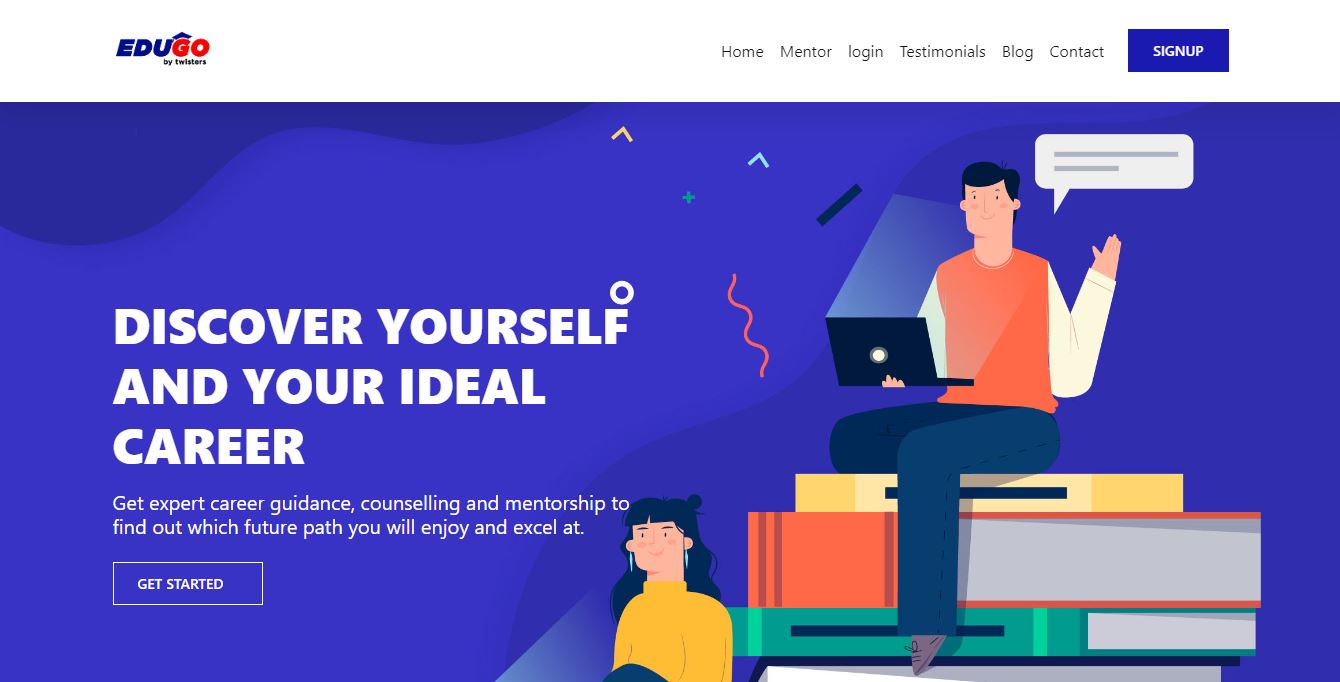 EDUGO
by twisters
Home Mentor login Testimonials Blog Contact SIGNUP
DISCOVER YOURSELF
AND YOUR IDEAL
CAREER
Get expert career guidance, counselling and mentorship to
find out which future path you will enjoy and excel at.
GET STARTED